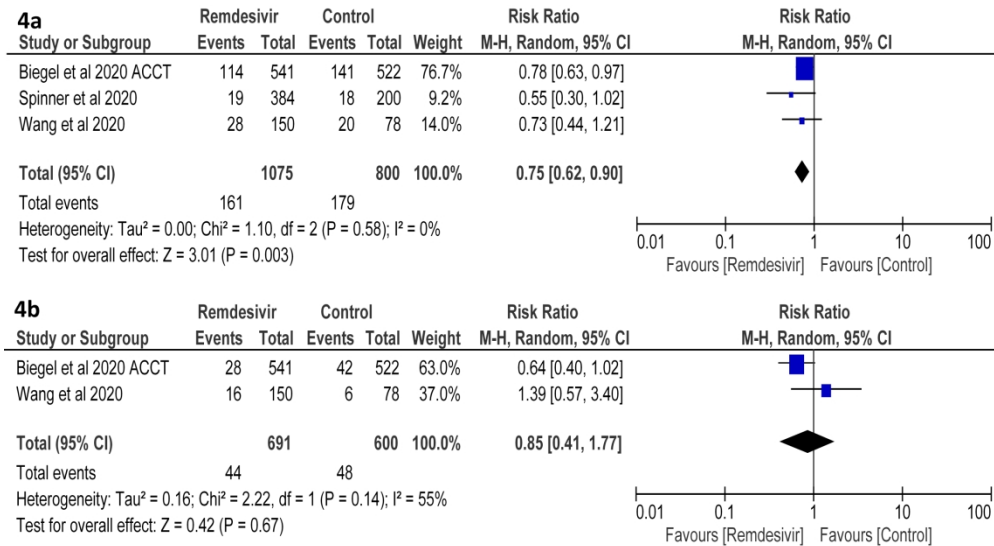 4a
Remdesivir Control Risk Ratio Risk Ratio
Study or Subgroup Events Total Events Total Weight M-H, Random, 95% CI M-H, Random, 95% CI
Biegel et al 2020 ACCT 114 541 141 522 76.7% 0.78 [0.63, 0.97]
Spinner et al 2020 19 384 18 200 9.2% 0.55 [0.30, 1.02]
Wang et al 2020 28 150 20 78 14.0% 0.73 [0.44, 1.21]
Total (95% CI) 1075 800 100.0% 0.75 [0.62, 0.90]
Total events 161 179
Heterogeneity: Tau² = 0.00; Chi² = 1.10, df = 2 (P = 0.58); I² = 0%
Test for overall effect: Z = 3.01 (P = 0.003)
0.01 0.1 1 10 100
Favours [Remdesivir] Favours [Control]
4b
Remdesivir Control Risk Ratio Risk Ratio
Study or Subgroup Events Total Events Total Weight M-H, Random, 95% CI M-H, Random, 95% CI
Biegel et al 2020 ACCT 28 541 42 522 63.0% 0.64 [0.40, 1.02]
Wang et al 2020 16 150 6 78 37.0% 1.39 [0.57, 3.40]
Total (95% CI) 691 600 100.0% 0.85 [0.41, 1.77]
Total events 44 48
Heterogeneity: Tau² = 0.16; Chi² = 2.22, df = 1 (P = 0.14); I² = 55%
Test for overall effect: Z = 0.42 (P = 0.67)
0.01 0.1 1 10 100
Favours [Remdesivir] Favours [Control]